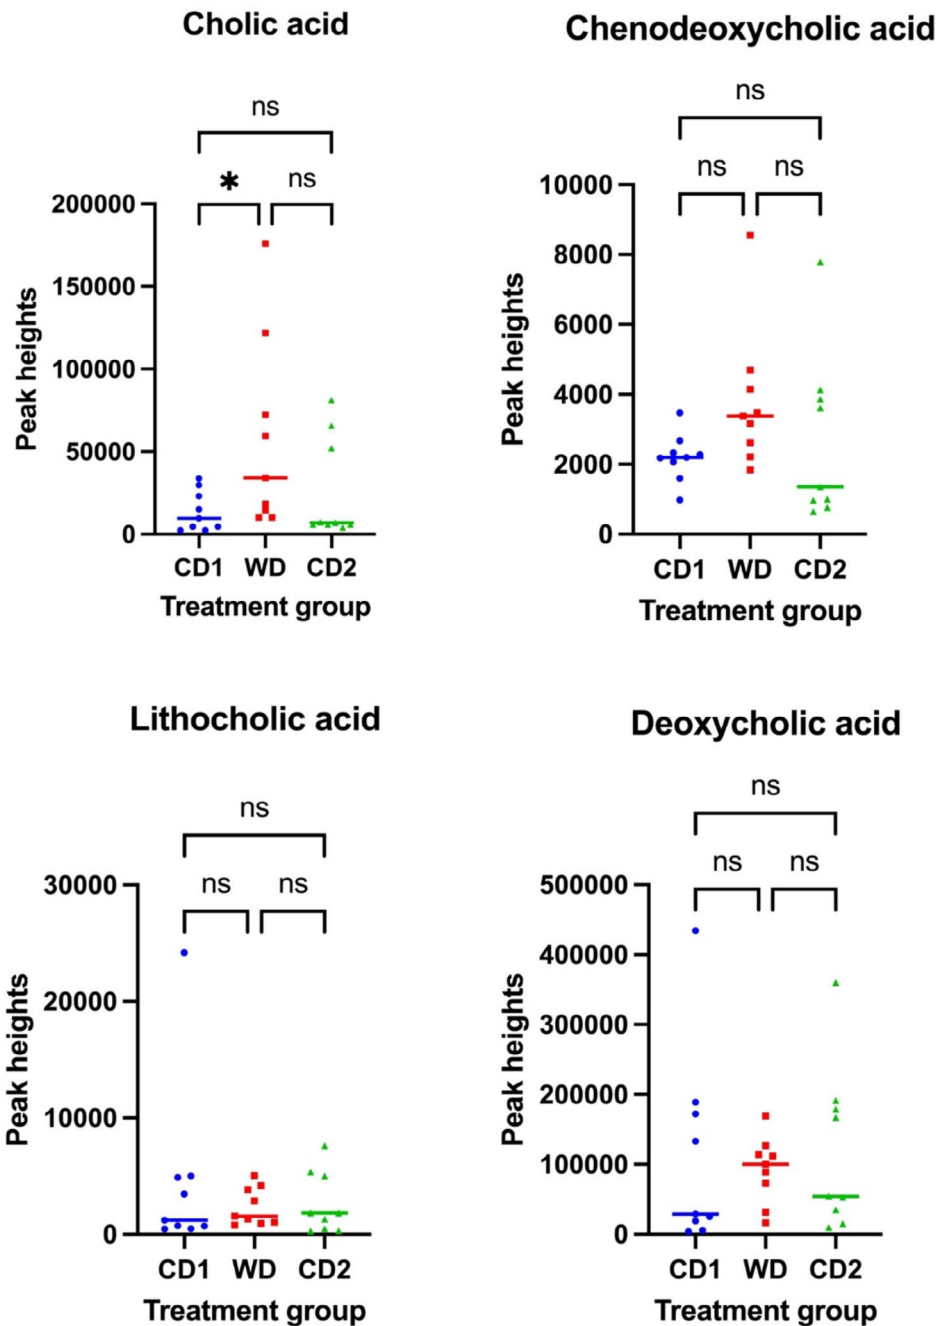 Cholic acid
ns
* ns
200000
150000
100000
50000
0
Peak heights
CD1 WD CD2
Treatment group
Chenodeoxycholic acid
ns
ns ns
10000
8000
6000
4000
2000
0
Peak heights
CD1 WD CD2
Treatment group
Lithocholic acid
ns
ns ns
30000
20000
10000
0
Peak heights
CD1 WD CD2
Treatment group
Deoxycholic acid
ns
ns ns
500000
400000
300000
200000
100000
0
Peak heights
CD1 WD CD2
Treatment group